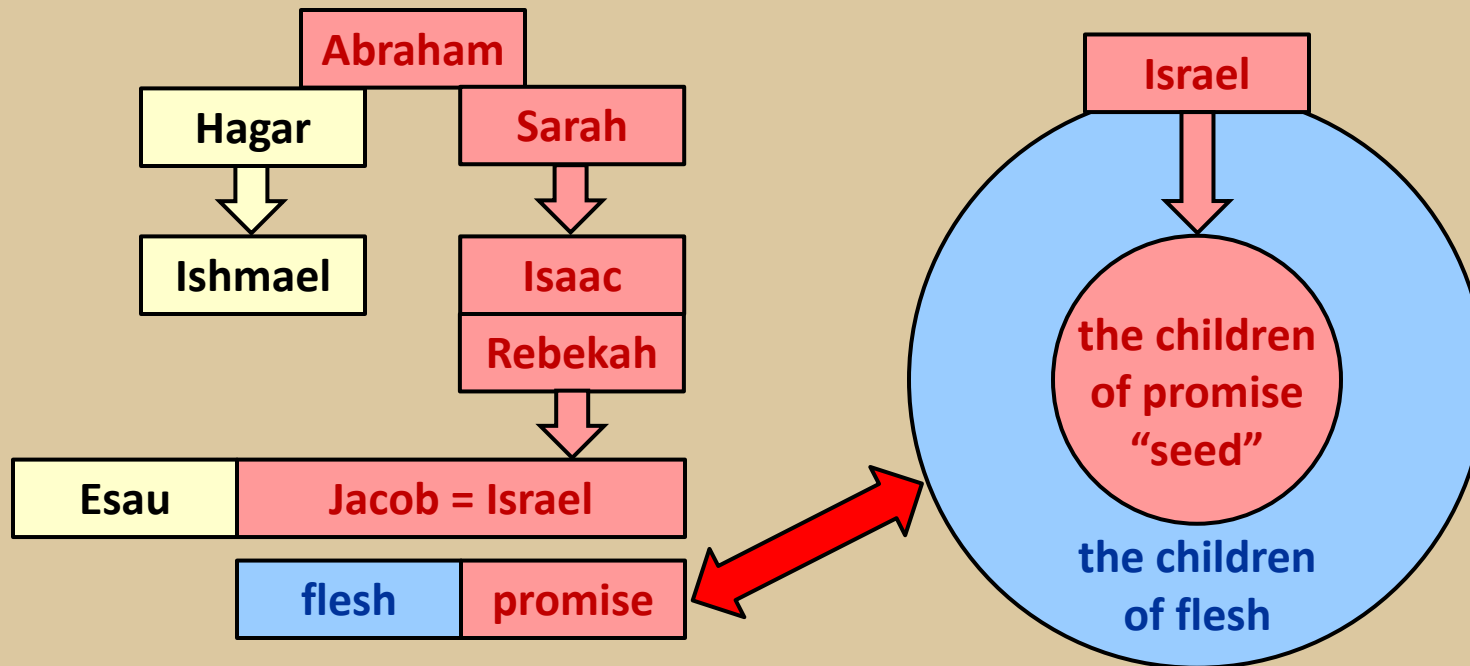 Abraham
Hagar
Sarah
Ishmael
Isaac
Rebekah
Esau
Jacob = Israel
flesh
promise
Israel
the children
of promise
“seed”
the children
of flesh